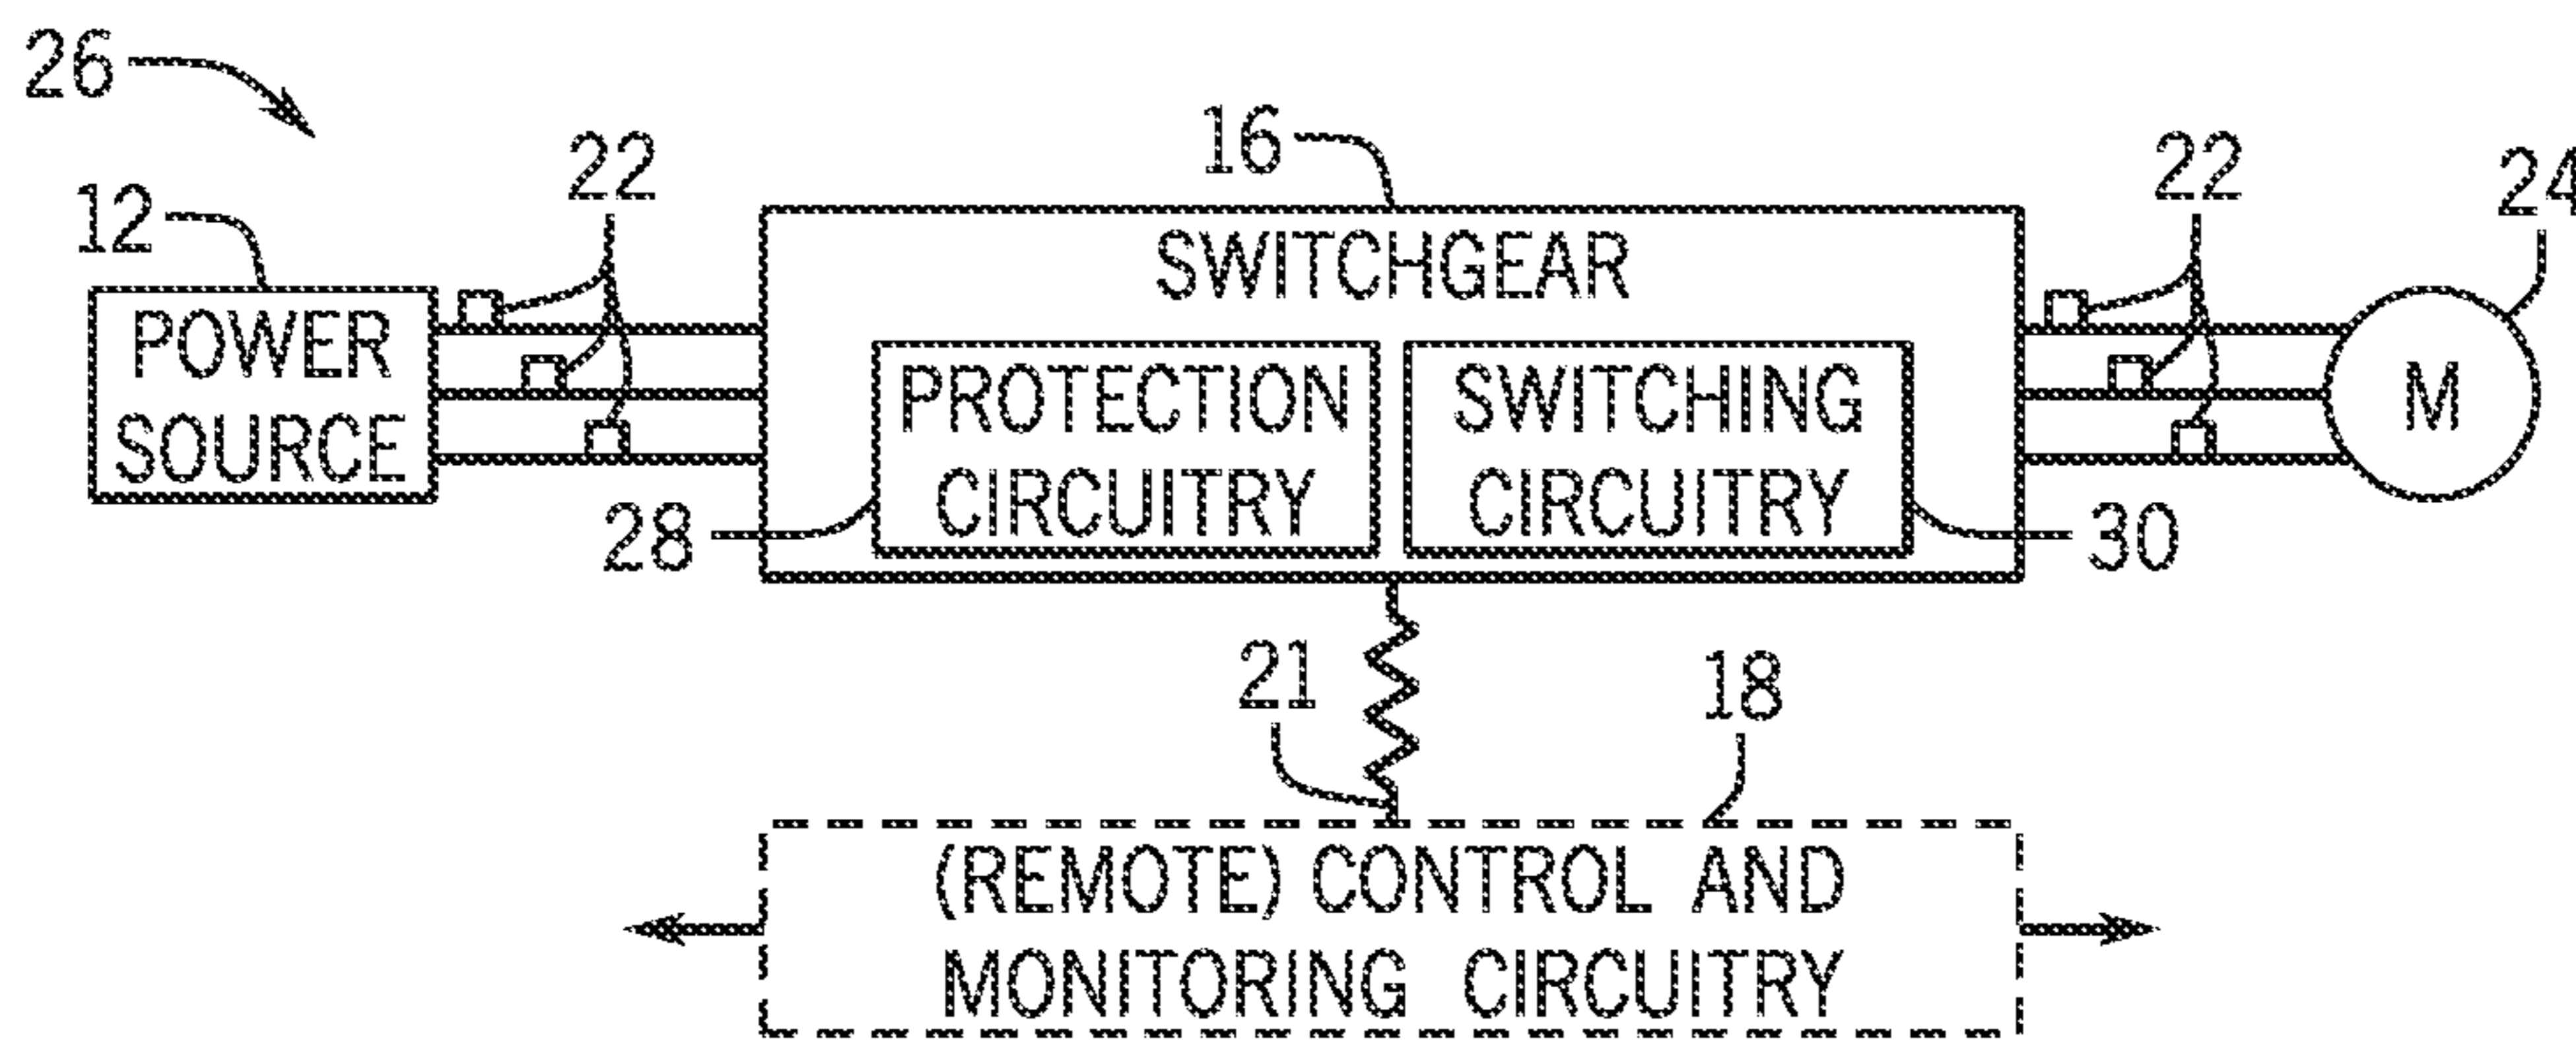 26
22
16
22
24
12
SWITCHGEAR
POWER
SOURCE
PROTECTION
CIRCUITRY
SWITCHING
CIRCUITRY
M
28
30
21
18
(REMOTE) CONTROL AND
MONITORING CIRCUITRY